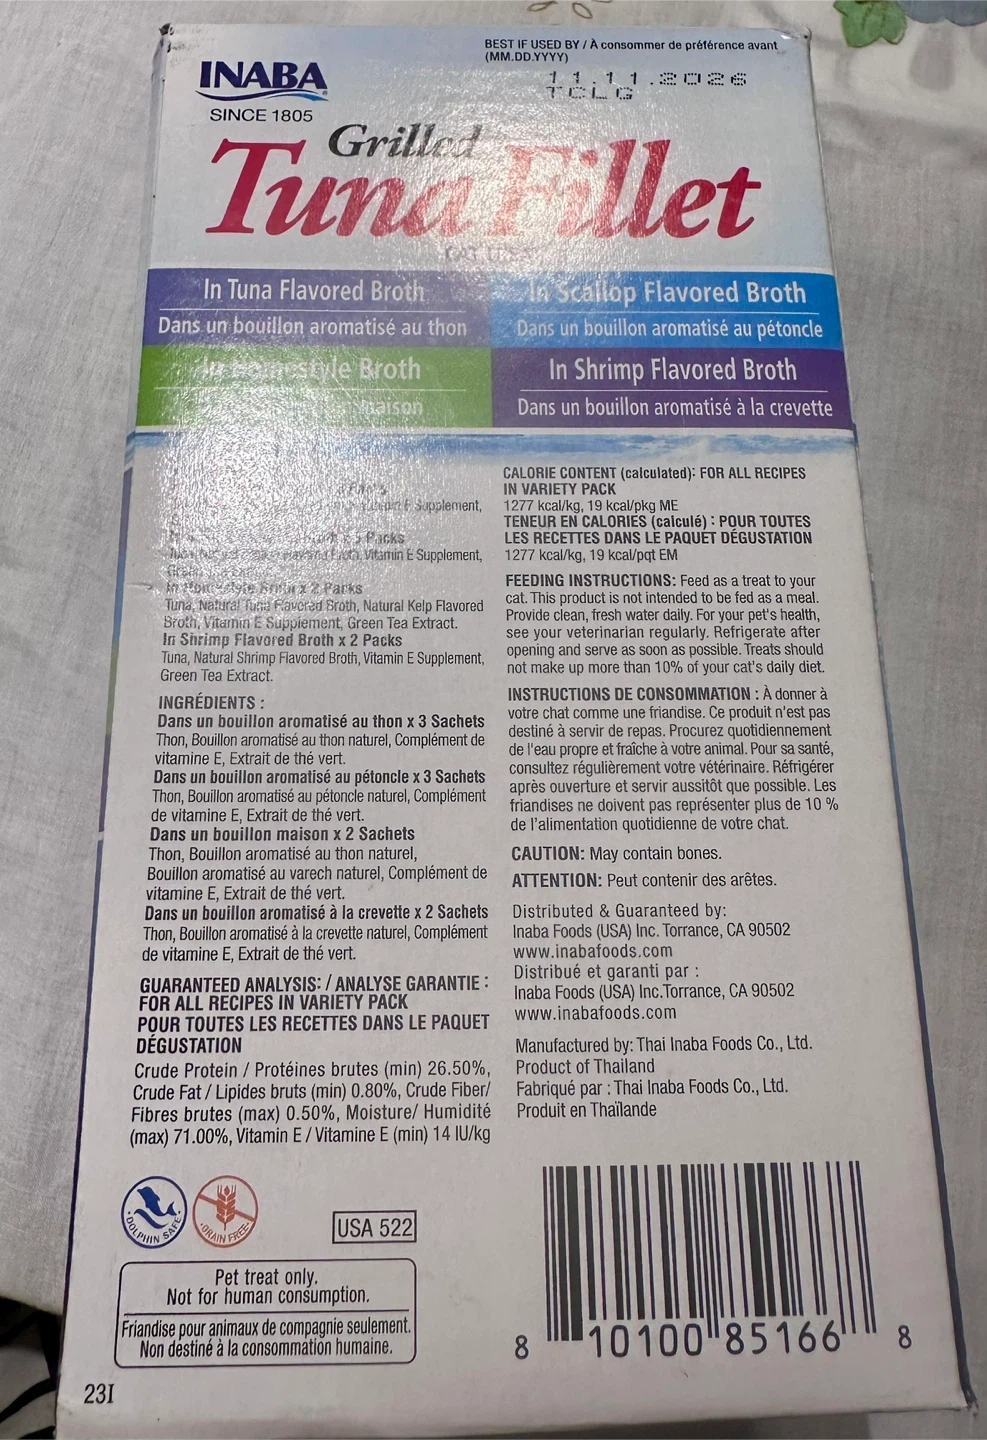 BEST IF USED BY / À consommer de préférence avant
(MM.DD.YYYY)
11.11.2026
TCLG
INABA
SINCE 1805
Grilled
Tuna Fillet
In Tuna Flavored Broth
Dans un bouillon aromatisé au thon
In Scallop Flavored Broth
Dans un bouillon aromatisé au pétoncle
In Homestyle Broth
maison
In Shrimp Flavored Broth
Dans un bouillon aromatisé à la crevette
Supplement,
x 3 Packs
Vitamin E Supplement,
In Homestyle Broth x 2 Packs
Tuna, Natural Tuna Flavored Broth, Natural Kelp Flavored
Broth, Vitamin E Supplement, Green Tea Extract.
In Shrimp Flavored Broth x 2 Packs
Tuna, Natural Shrimp Flavored Broth, Vitamin E Supplement,
Green Tea Extract.
INGRÉDIENTS :
Dans un bouillon aromatisé au thon x 3 Sachets
Thon, Bouillon aromatisé au thon naturel, Complément de
vitamine E, Extrait de thé vert.
Dans un bouillon aromatisé au pétoncle x 3 Sachets
Thon, Bouillon aromatisé au pétoncle naturel, Complément
de vitamine E, Extrait de thé vert.
Dans un bouillon maison x 2 Sachets
Thon, Bouillon aromatisé au thon naturel,
Bouillon aromatisé au varech naturel, Complément de
vitamine E, Extrait de thé vert.
Dans un bouillon aromatisé à la crevette x 2 Sachets
Thon, Bouillon aromatisé à la crevette naturel, Complément
de vitamine E, Extrait de thé vert.
GUARANTEED ANALYSIS: / ANALYSE GARANTIE :
FOR ALL RECIPES IN VARIETY PACK
POUR TOUTES LES RECETTES DANS LE PAQUET
DÉGUSTATION
Crude Protein / Protéines brutes (min) 26.50%,
Crude Fat / Lipides bruts (min) 0.80%, Crude Fiber/
Fibres brutes (max) 0.50%, Moisture/ Humidité
(max) 71.00%, Vitamin E / Vitamine E (min) 14 IU/kg
CALORIE CONTENT (calculated): FOR ALL RECIPES
IN VARIETY PACK
1277 kcal/kg, 19 kcal/pkg ME
TENEUR EN CALORIES (calculé) : POUR TOUTES
LES RECETTES DANS LE PAQUET DÉGUSTATION
1277 kcal/kg, 19 kcal/pqt EM
FEEDING INSTRUCTIONS: Feed as a treat to your
cat. This product is not intended to be fed as a meal.
Provide clean, fresh water daily. For your pet's health,
see your veterinarian regularly. Refrigerate after
opening and serve as soon as possible. Treats should
not make up more than 10% of your cat's daily diet.
INSTRUCTIONS DE CONSOMMATION : À donner à
votre chat comme une friandise. Ce produit n'est pas
destiné à servir de repas. Procurez quotidiennement
de l'eau propre et fraîche à votre animal. Pour sa santé,
consultez régulièrement votre vétérinaire. Réfrigérer
après ouverture et servir aussitôt que possible. Les
friandises ne doivent pas représenter plus de 10 %
de l'alimentation quotidienne de votre chat.
CAUTION: May contain bones.
ATTENTION: Peut contenir des arêtes.
Distributed & Guaranteed by:
Inaba Foods (USA) Inc. Torrance, CA 90502
www.inabafoods.com
Distribué et garanti par :
Inaba Foods (USA) Inc.Torrance, CA 90502
www.inabafoods.com
Manufactured by: Thai Inaba Foods Co., Ltd.
Product of Thailand
Fabriqué par : Thai Inaba Foods Co., Ltd.
Produit en Thaïlande
DOLPHIN SAFE
GRAIN FREE
USA 522
Pet treat only.
Not for human consumption.
Friandise pour animaux de compagnie seulement.
Non destiné à la consommation humaine.
8 10100 85166 8
23I